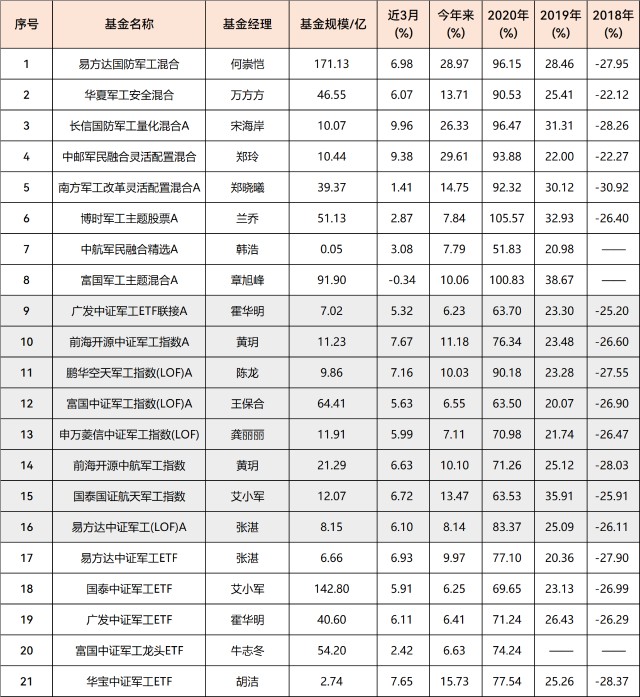 序号 基金名称 基金经理 基金规模/亿 近3月(%) 今年来(%) 2020年(%) 2019年(%) 2018年(%)
1 易方达国防军工混合 何崇恺 171.13 6.98 28.97 96.15 28.46 -27.95
2 华夏军工安全混合 万方方 46.55 6.07 13.71 90.53 25.41 -22.12
3 长信国防军工量化混合A 宋海岸 10.07 9.96 26.33 96.47 31.31 -28.26
4 中邮军民融合灵活配置混合 郑玲 10.44 9.38 29.61 93.88 22.00 -22.27
5 南方军工改革灵活配置混合A 郑晓曦 39.37 1.41 14.75 92.32 30.12 -30.92
6 博时军工主题股票A 兰乔 51.13 2.87 7.84 105.57 32.93 -26.40
7 中航军民融合精选A 韩浩 0.05 3.08 7.79 51.83 20.98 ——
8 富国军工主题混合A 章旭峰 91.90 -0.34 10.06 100.83 38.67 ——
9 广发中证军工ETF联接A 霍华明 7.02 5.32 6.23 63.70 23.30 -25.20
10 前海开源中证军工指数A 黄玥 11.23 7.67 11.18 76.34 23.48 -26.60
11 鹏华空天军工指数(LOF)A 陈龙 9.86 7.16 10.03 90.18 23.28 -27.55
12 富国中证军工指数(LOF)A 王保合 64.41 5.63 6.55 63.50 20.07 -26.90
13 申万菱信中证军工指数(LOF) 龚丽丽 11.91 5.99 7.11 70.98 21.74 -26.47
14 前海开源中航军工指数 黄玥 21.29 6.63 10.10 71.26 25.12 -28.03
15 国泰国证航天军工指数 艾小军 12.07 6.72 13.47 63.53 35.91 -25.91
16 易方达中证军工(LOF)A 张湛 8.15 6.10 8.14 83.37 25.09 -26.11
17 易方达中证军工ETF 张湛 6.66 6.93 9.97 77.10 20.36 -27.90
18 国泰中证军工ETF 艾小军 142.80 5.91 6.25 69.65 23.13 -26.99
19 广发中证军工ETF 霍华明 40.60 6.11 6.41 71.24 26.43 -26.29
20 富国中证军工龙头ETF 牛志冬 54.20 2.42 6.63 74.24 —— ——
21 华宝中证军工ETF 胡洁 2.74 7.65 15.73 77.54 25.26 -28.37